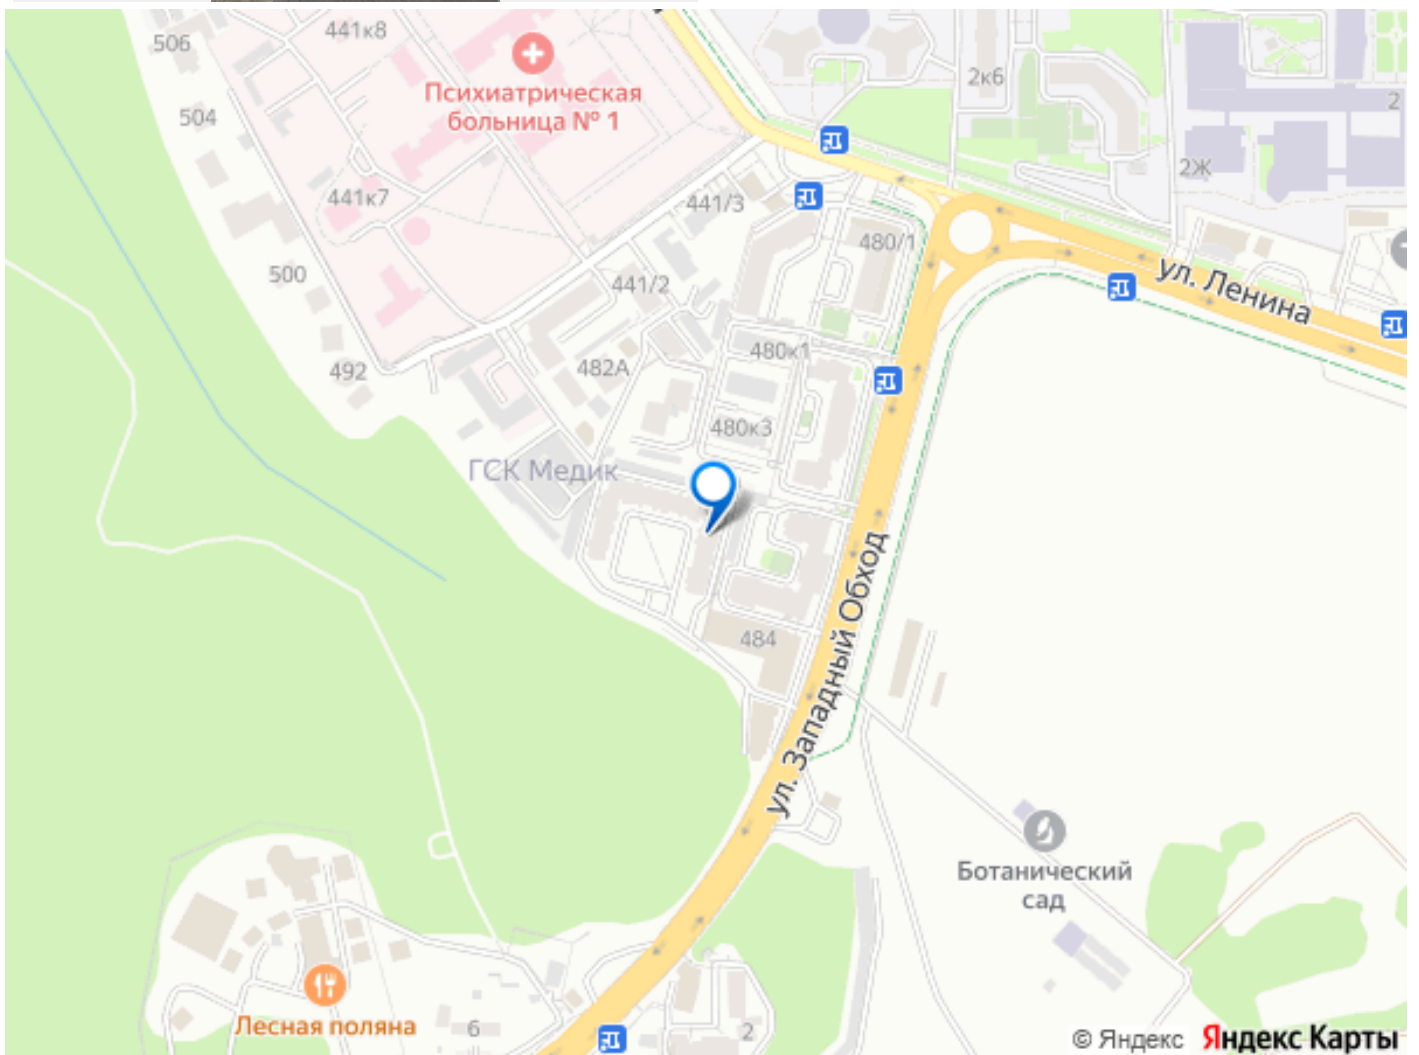 441к8
506
Психиатрическая
больница № 1
2к6
2
504
2Ж
441к7
441/3
480/1
500
441/2
ул. Ленина
480к1
492
482А
480к3
ГСК Медик
ул. Западный Обход
484
Ботанический
сад
Лесная поляна
6
2
© Яндекс Яндекс Карты